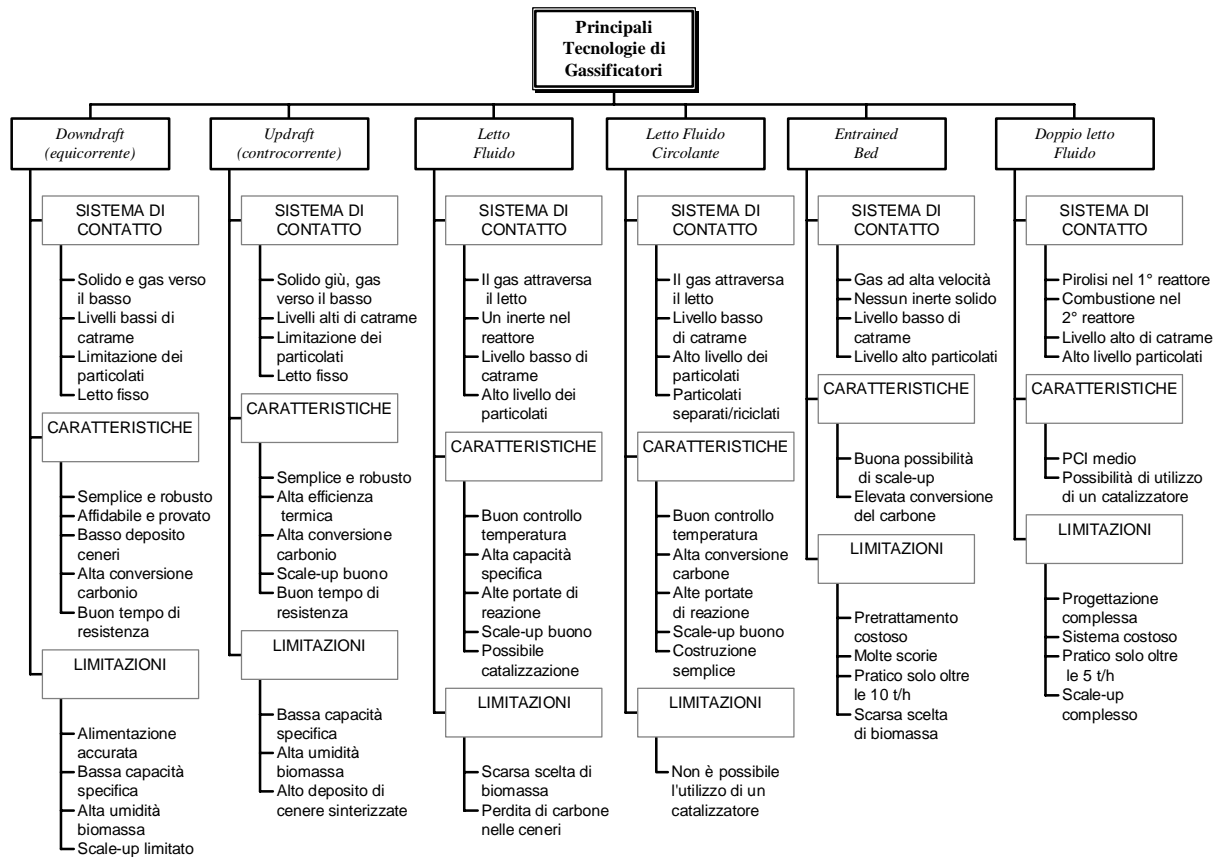 Principali
Tecnologie di
Gassificatori
Downdraft
(equicorrente)
SISTEMA DI
CONTATTO
Solido e gas verso
il basso
Livelli bassi di
catrame
Limitazione dei
particolati
Letto fisso
CARATTERISTICHE
Semplice e robusto
Affidabile e provato
Basso deposito
ceneri
Alta conversione
carbonio
Buon tempo di
resistenza
LIMITAZIONI
Alimentazione
accurata
Bassa capacità
specifica
Alta umidità
biomassa
Scale-up limitato
Updraft
(controcorrente)
SISTEMA DI
CONTATTO
Solido giù, gas
verso il basso
Livelli alti di catrame
Limitazione dei
particolati
Letto fisso
CARATTERISTICHE
Semplice e robusto
Alta efficienza
termica
Alta conversione
carbonio
Scale-up buono
Buon tempo di
resistenza
LIMITAZIONI
Bassa capacità
specifica
Alta umidità
biomassa
Alto deposito di
cenere sinterizzate
Letto
Fluido
SISTEMA DI
CONTATTO
Il gas attraversa
il letto
Un inerte nel
reattore
Livello basso di
catrame
Alto livello dei
particolati
CARATTERISTICHE
Buon controllo
temperatura
Alta capacità
specifica
Alte portate di
reazione
Scale-up buono
Possibile
catalizzazione
LIMITAZIONI
Scarsa scelta di
biomassa
Perdita di carbone
nelle ceneri
Letto Fluido
Circolante
SISTEMA DI
CONTATTO
Il gas attraversa
il letto
Livello basso
di catrame
Alto livello dei
particolati
Particolati
separati/riciclati
CARATTERISTICHE
Buon controllo
temperatura
Alta conversione
carbone
Alte portate
di reazione
Scale-up buono
Costruzione
semplice
LIMITAZIONI
Non è possibile
l'utilizzo di un
catalizzatore
Entrained
Bed
SISTEMA DI
CONTATTO
Gas ad alta velocità
Nessun inerte solido
Livello basso di
catrame
Livello alto particolati
CARATTERISTICHE
Buona possibilità
di scale-up
Elevata conversione
del carbone
LIMITAZIONI
Pretrattamento
costoso
Molte scorie
Pratico solo oltre
le 10 t/h
Scarsa scelta
di biomassa
Doppio letto
Fluido
SISTEMA DI
CONTATTO
Pirolisi nel 1° reattore
Combustione nel
2° reattore
Livello alto di catrame
Alto livello particolati
CARATTERISTICHE
PCI medio
Possibilità di utilizzo
di un catalizzatore
LIMITAZIONI
Progettazione
complessa
Sistema costoso
Pratico solo oltre
le 5 t/h
Scale-up
complesso